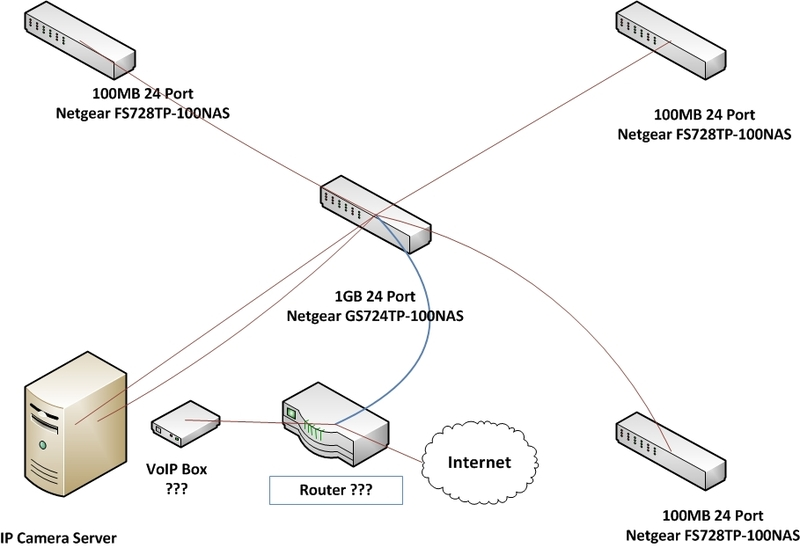 100MB 24 Port
Netgear FS728TP-100NAS
100MB 24 Port
Netgear FS728TP-100NAS
1GB 24 Port
Netgear GS724TP-100NAS
VoIP Box
???
Router ???
Internet
IP Camera Server
100MB 24 Port
Netgear FS728TP-100NAS